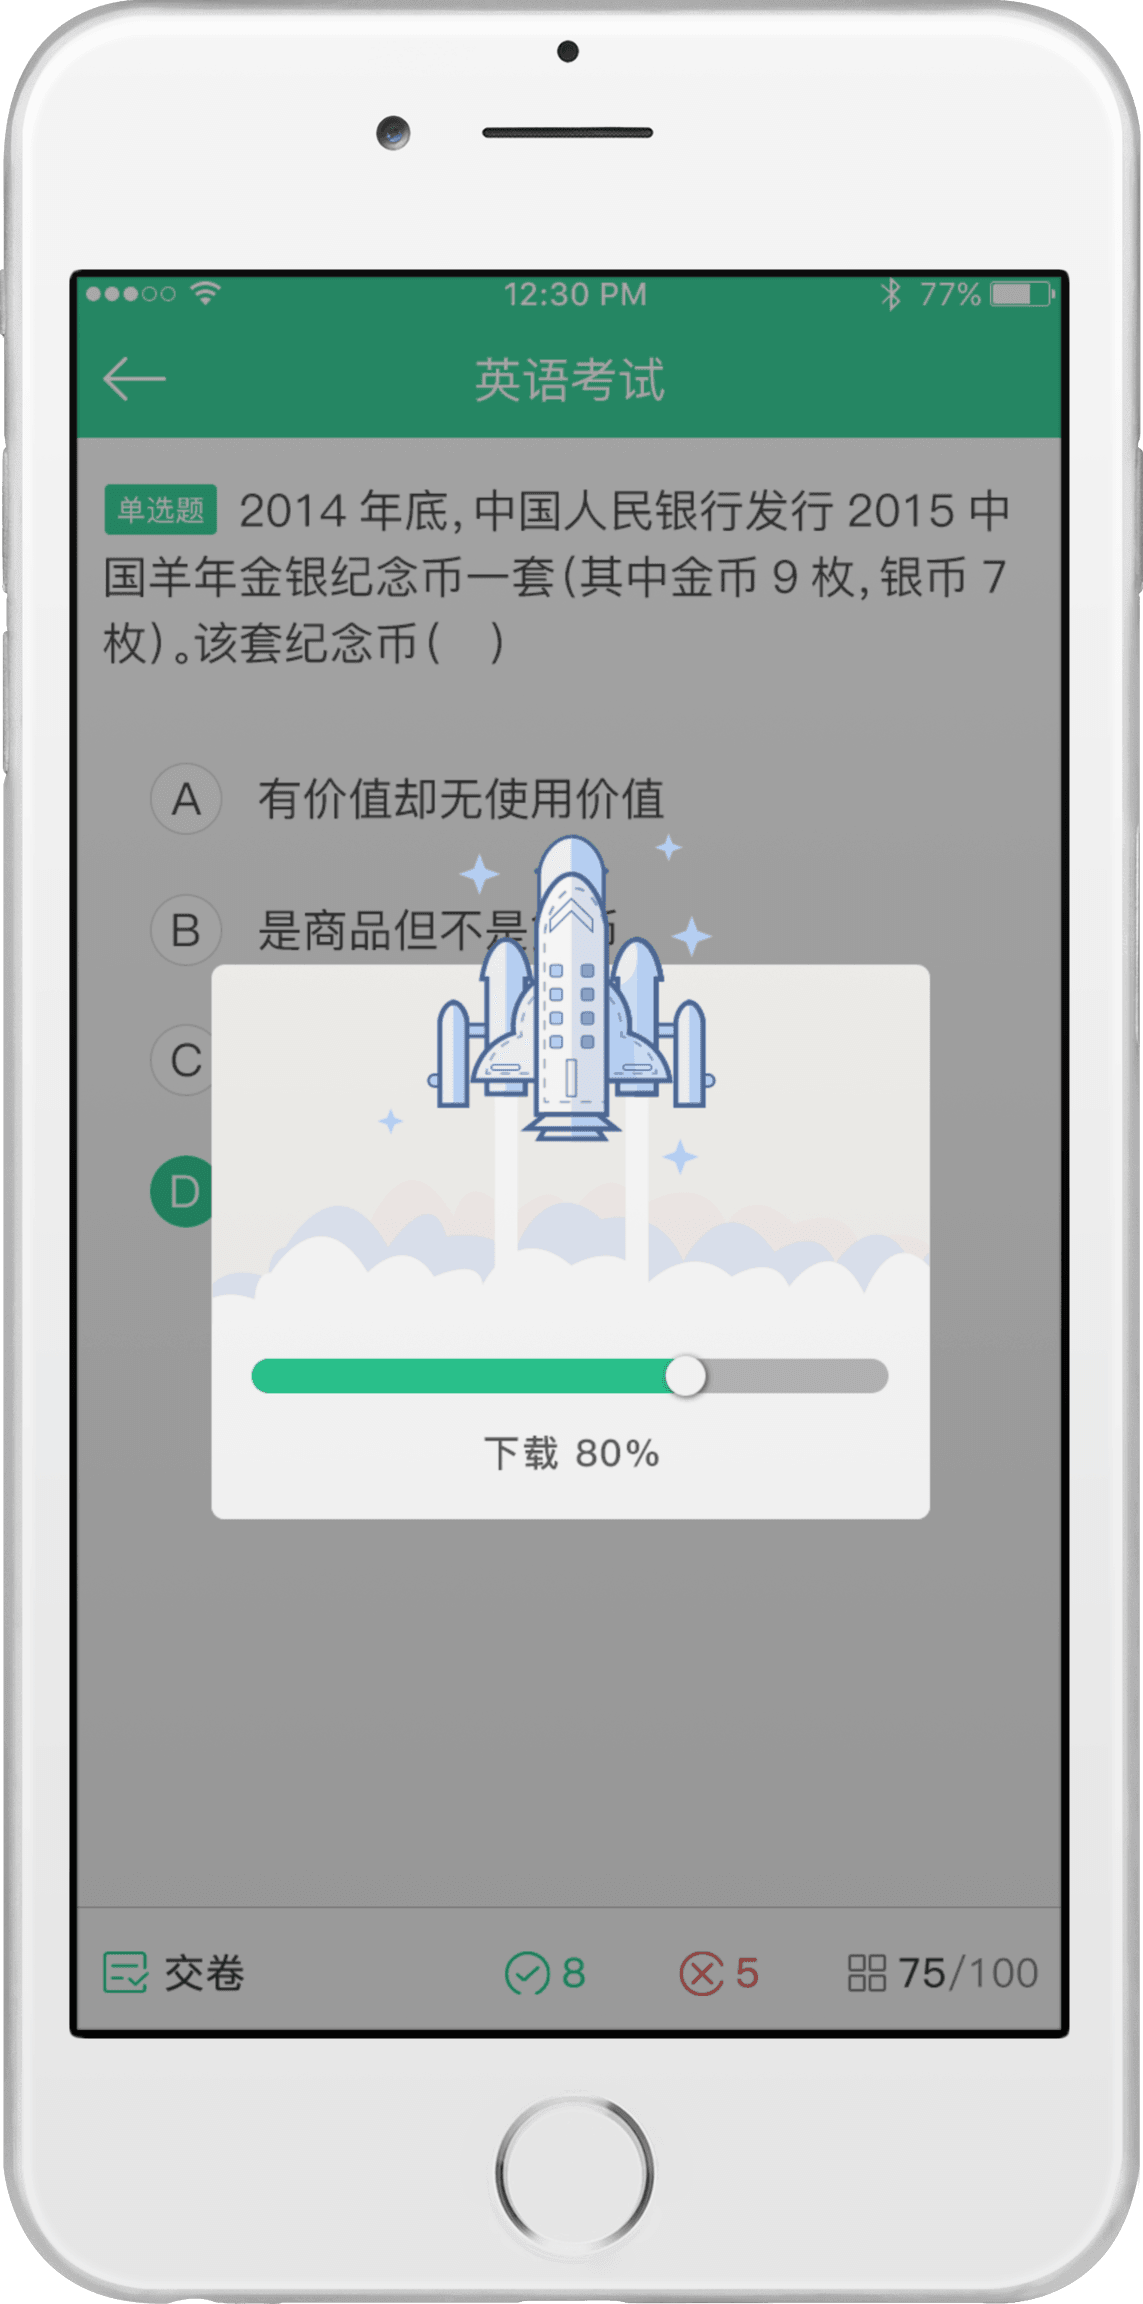 12:30 PM 77%
英语考试
单选题 2014 年底,中国人民银行发行 2015 中
国羊年金银纪念币一套(其中金币 9 枚,银币 7
枚)。该套纪念币( )
A 有价值却无使用价值
B 是商品但不是
C
D
下载 80%
交卷 8 5 75/100